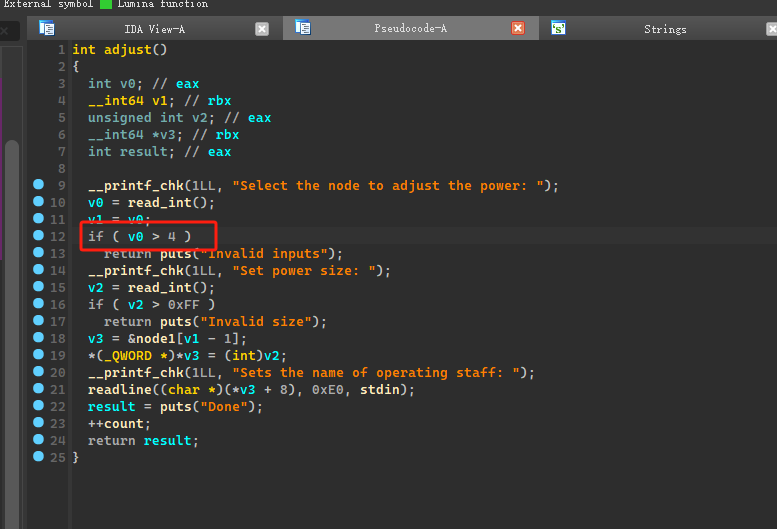 External symbol Lumina function
IDA View-A Pseudocode-A Strings
1 int adjust()
2 {
3 int v0; // eax
4 __int64 v1; // rbx
5 unsigned int v2; // eax
6 __int64 *v3; // rbx
7 int result; // eax
8
9 __printf_chk(1LL, "Select the node to adjust the power: ");
10 v0 = read_int();
11 v1 = v0;
12 if ( v0 > 4 )
13 return puts("Invalid inputs");
14 __printf_chk(1LL, "Set power size: ");
15 v2 = read_int();
16 if ( v2 > 0xFF )
17 return puts("Invalid size");
18 v3 = &node1[v1 - 1];
19 *(_QWORD *)*v3 = (int)v2;
20 __printf_chk(1LL, "Sets the name of operating staff: ");
21 readline((char *)(*v3 + 8), 0xE0, stdin);
22 result = puts("Done");
23 ++count;
24 return result;
25 }